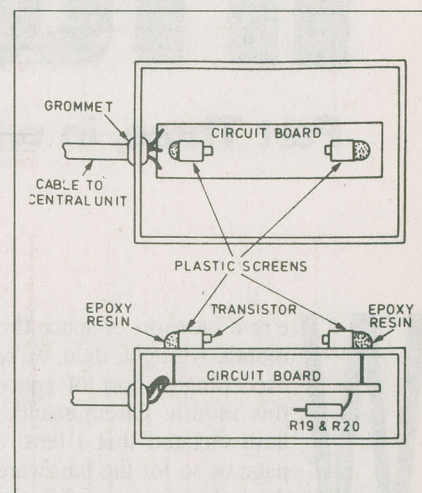 GROMMET
CIRCUIT BOARD
CABLE TO
CENTRAL UNIT
PLASTIC SCREENS
EPOXY
RESIN
TRANSISTOR
EPOXY
RESIN
CIRCUIT BOARD
R19 & R20